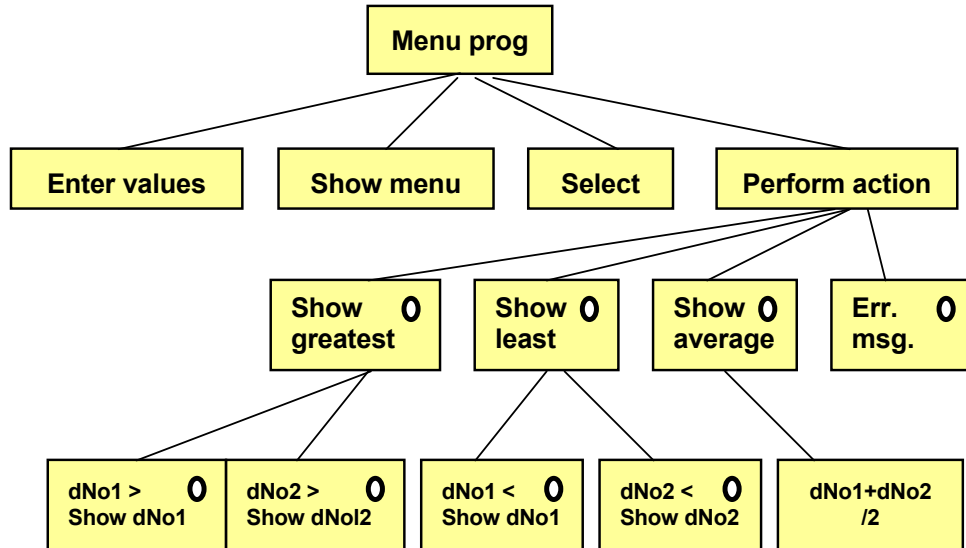 Menu prog
Enter values
Show menu
Select
Perform action
Show
greatest
Show
least
Show
average
Err.
msg.
dNo1 >
Show dNo1
dNo2 >
Show dNol2
dNo1 <
Show dNo1
dNo2 <
Show dNo2
dNo1+dNo2
/2